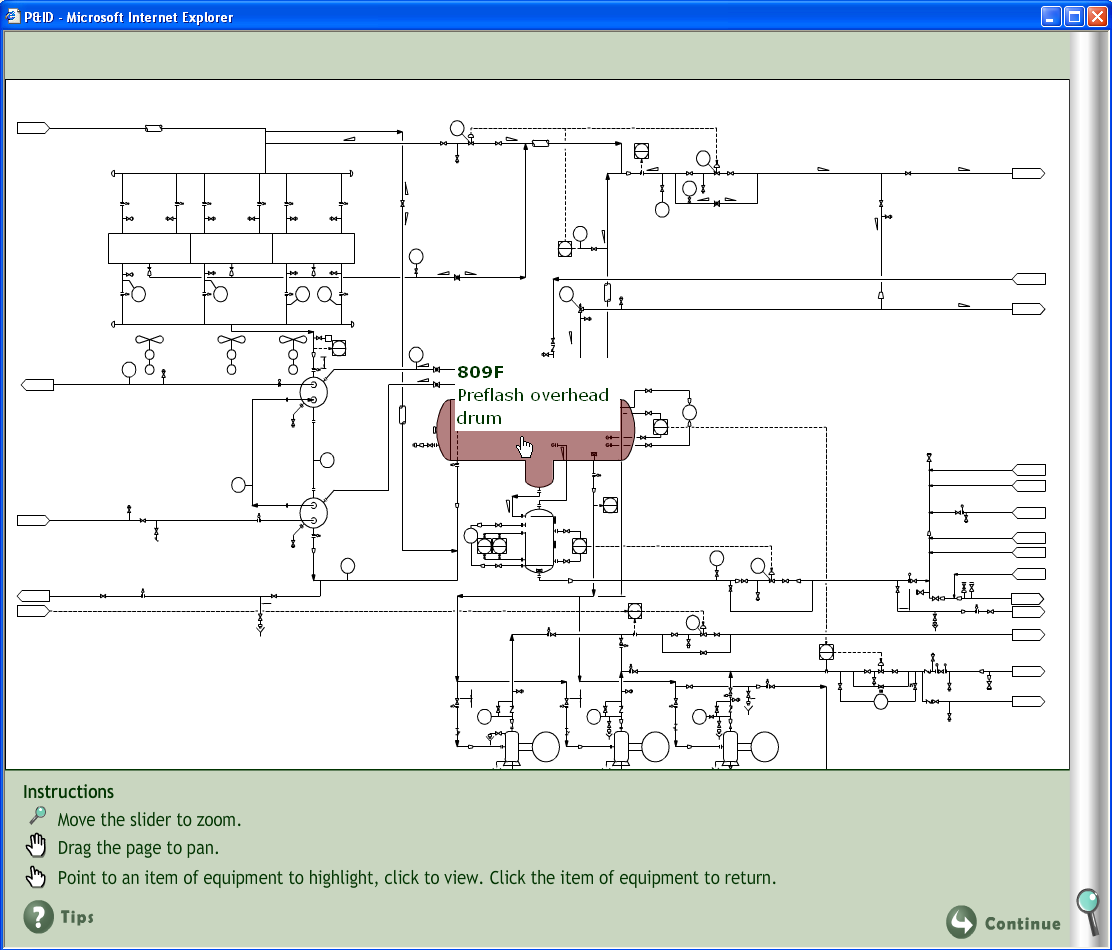 P&ID - Microsoft Internet Explorer
809F
Preflash overhead
drum
Instructions
Move the slider to zoom.
Drag the page to pan.
Point to an item of equipment to highlight, click to view. Click the item of equipment to return.
? Tips
Continue